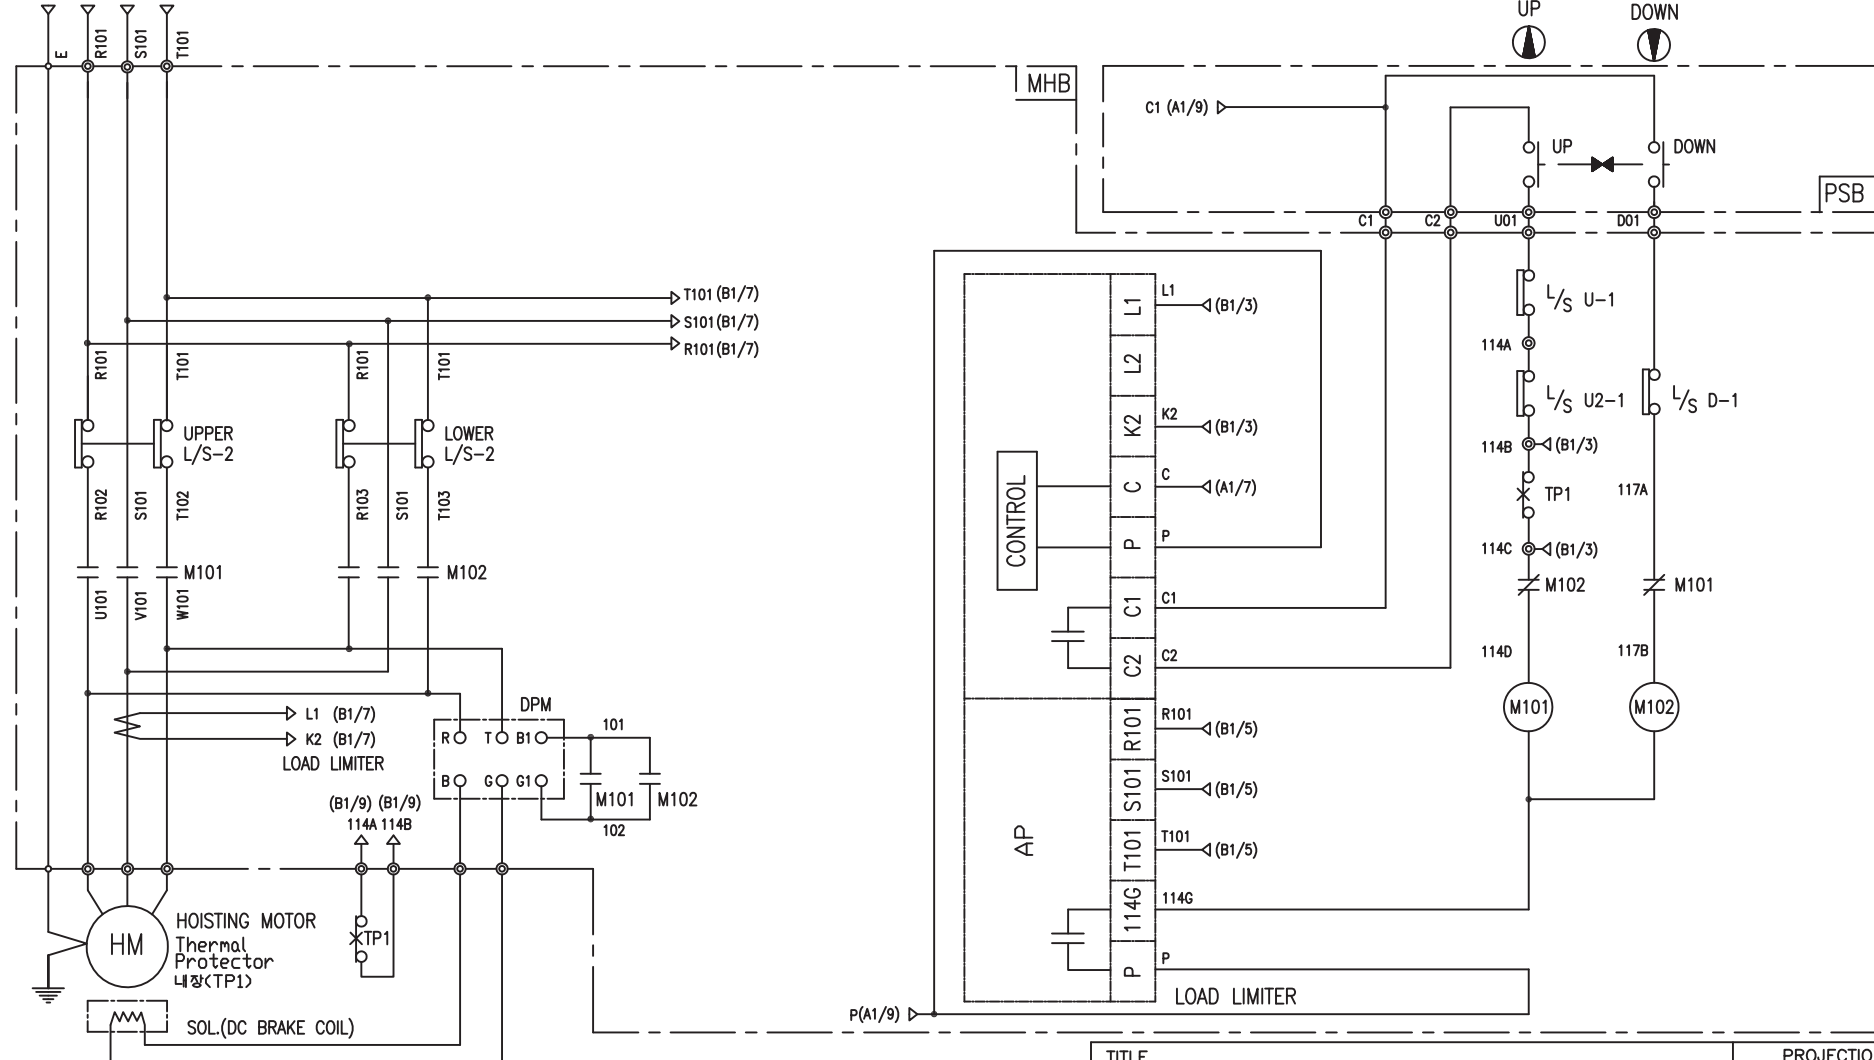 UP
DOWN
E
R101
S101
T101
MHB
C1 (A1/9)
UP
DOWN
PSB
C1
C2
U01
D01
T101 (B1/7)
S101 (B1/7)
R101 (B1/7)
R101
T101
R101
T101
UPPER
L/S-2
LOWER
L/S-2
R102
S101
T102
R103
S101
T103
M101
M102
U101
V101
W101
L1 (B1/7)
K2 (B1/7)
LOAD LIMITER
DPM
R
T
B1
B
G
G1
101
M101
M102
102
(B1/9) (B1/9)
114A 114B
TP1
HM
HOISTING MOTOR
Thermal
Protector
내장(TP1)
SOL.(DC BRAKE COIL)
CONTROL
AP
L1
L1
(B1/3)
L2
K2
K2
(B1/3)
C
C
(A1/7)
P
P
C1
C1
C2
C2
R101
R101
(B1/5)
S101
S101
(B1/5)
T101
T101
(B1/5)
114G
114G
P
P
LOAD LIMITER
P(A1/9)
L/S U-1
114A
L/S U2-1
L/S D-1
114B
(B1/3)
TP1
117A
114C
(B1/3)
M102
M101
114D
117B
M101
M102
TITLE
PROJECTIO